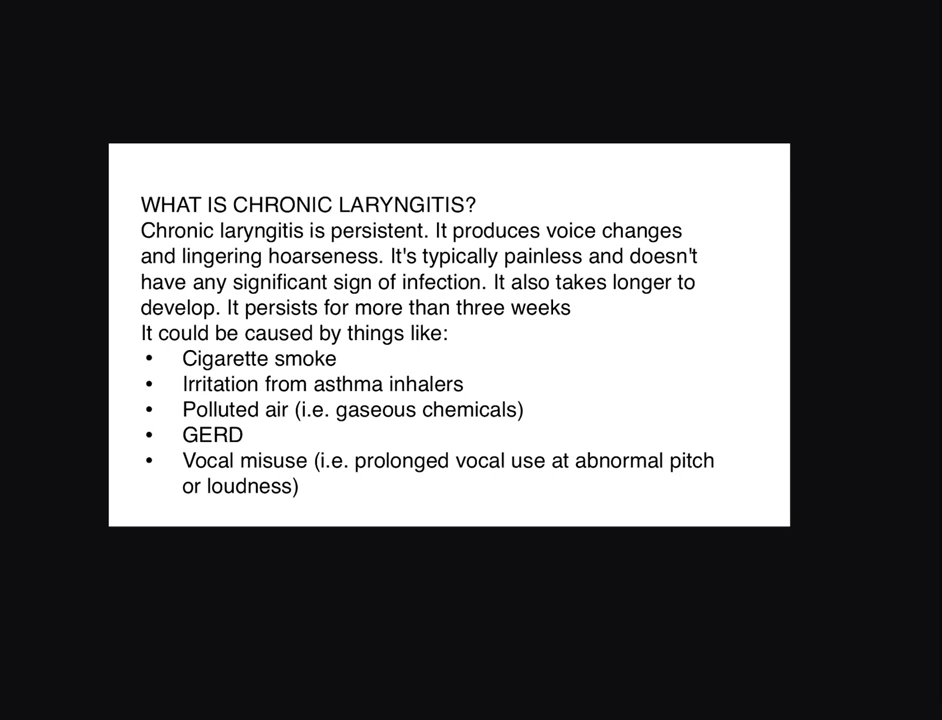 WHAT IS CHRONIC LARYNGITIS?
Chronic laryngitis is persistent. It produces voice changes
and lingering hoarseness. It's typically painless and doesn't
have any significant sign of infection. It also takes longer to
develop. It persists for more than three weeks
It could be caused by things like:
• Cigarette smoke
• Irritation from asthma inhalers
• Polluted air (i.e. gaseous chemicals)
• GERD
• Vocal misuse (i.e. prolonged vocal use at abnormal pitch
or loudness)